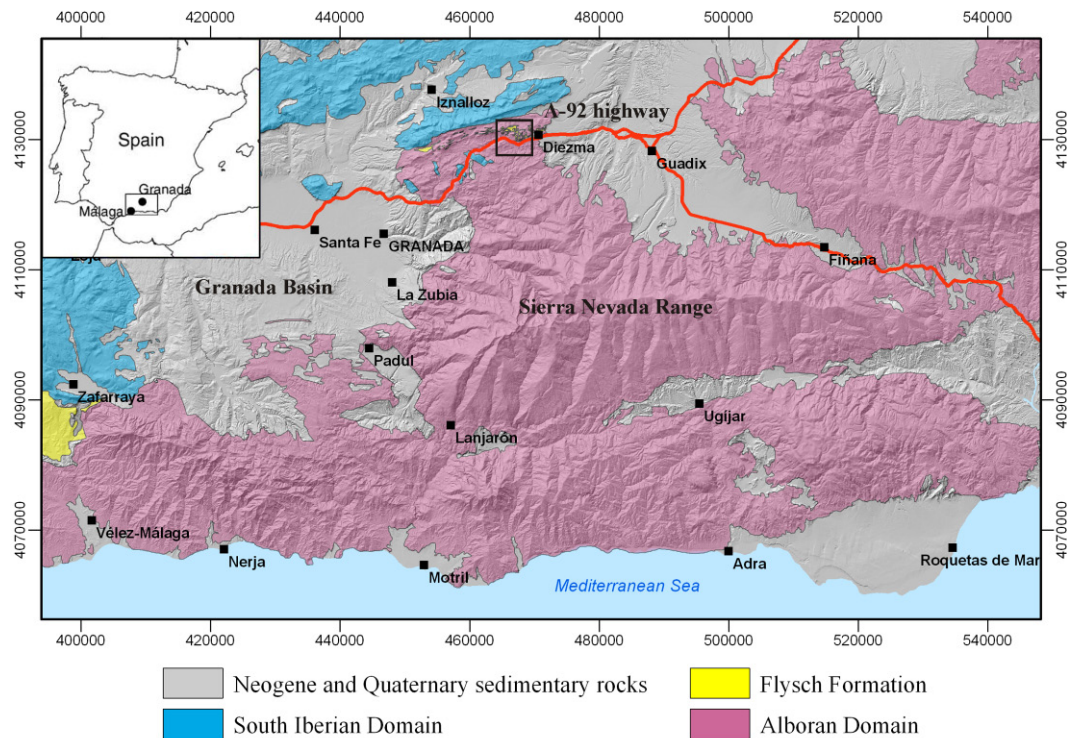 400000 420000 440000 460000 480000 500000 520000 540000
Spain
Granada
Málaga
Iznalloz
A-92 highway
Diezma
Guadix
4130000
4130000
Santa Fe
GRANADA
Fiñana
4110000
4110000
Granada Basin
La Zubia
Sierra Nevada Range
Padul
Zafarraya
4090000
4090000
Ugíjar
Lanjarón
Vélez-Málaga
4070000
4070000
Nerja
Motril
Adra
Roquetas de Mar
Mediterranean Sea
400000 420000 440000 460000 480000 500000 520000 540000
Neogene and Quaternary sedimentary rocks
Flysch Formation
South Iberian Domain
Alboran Domain